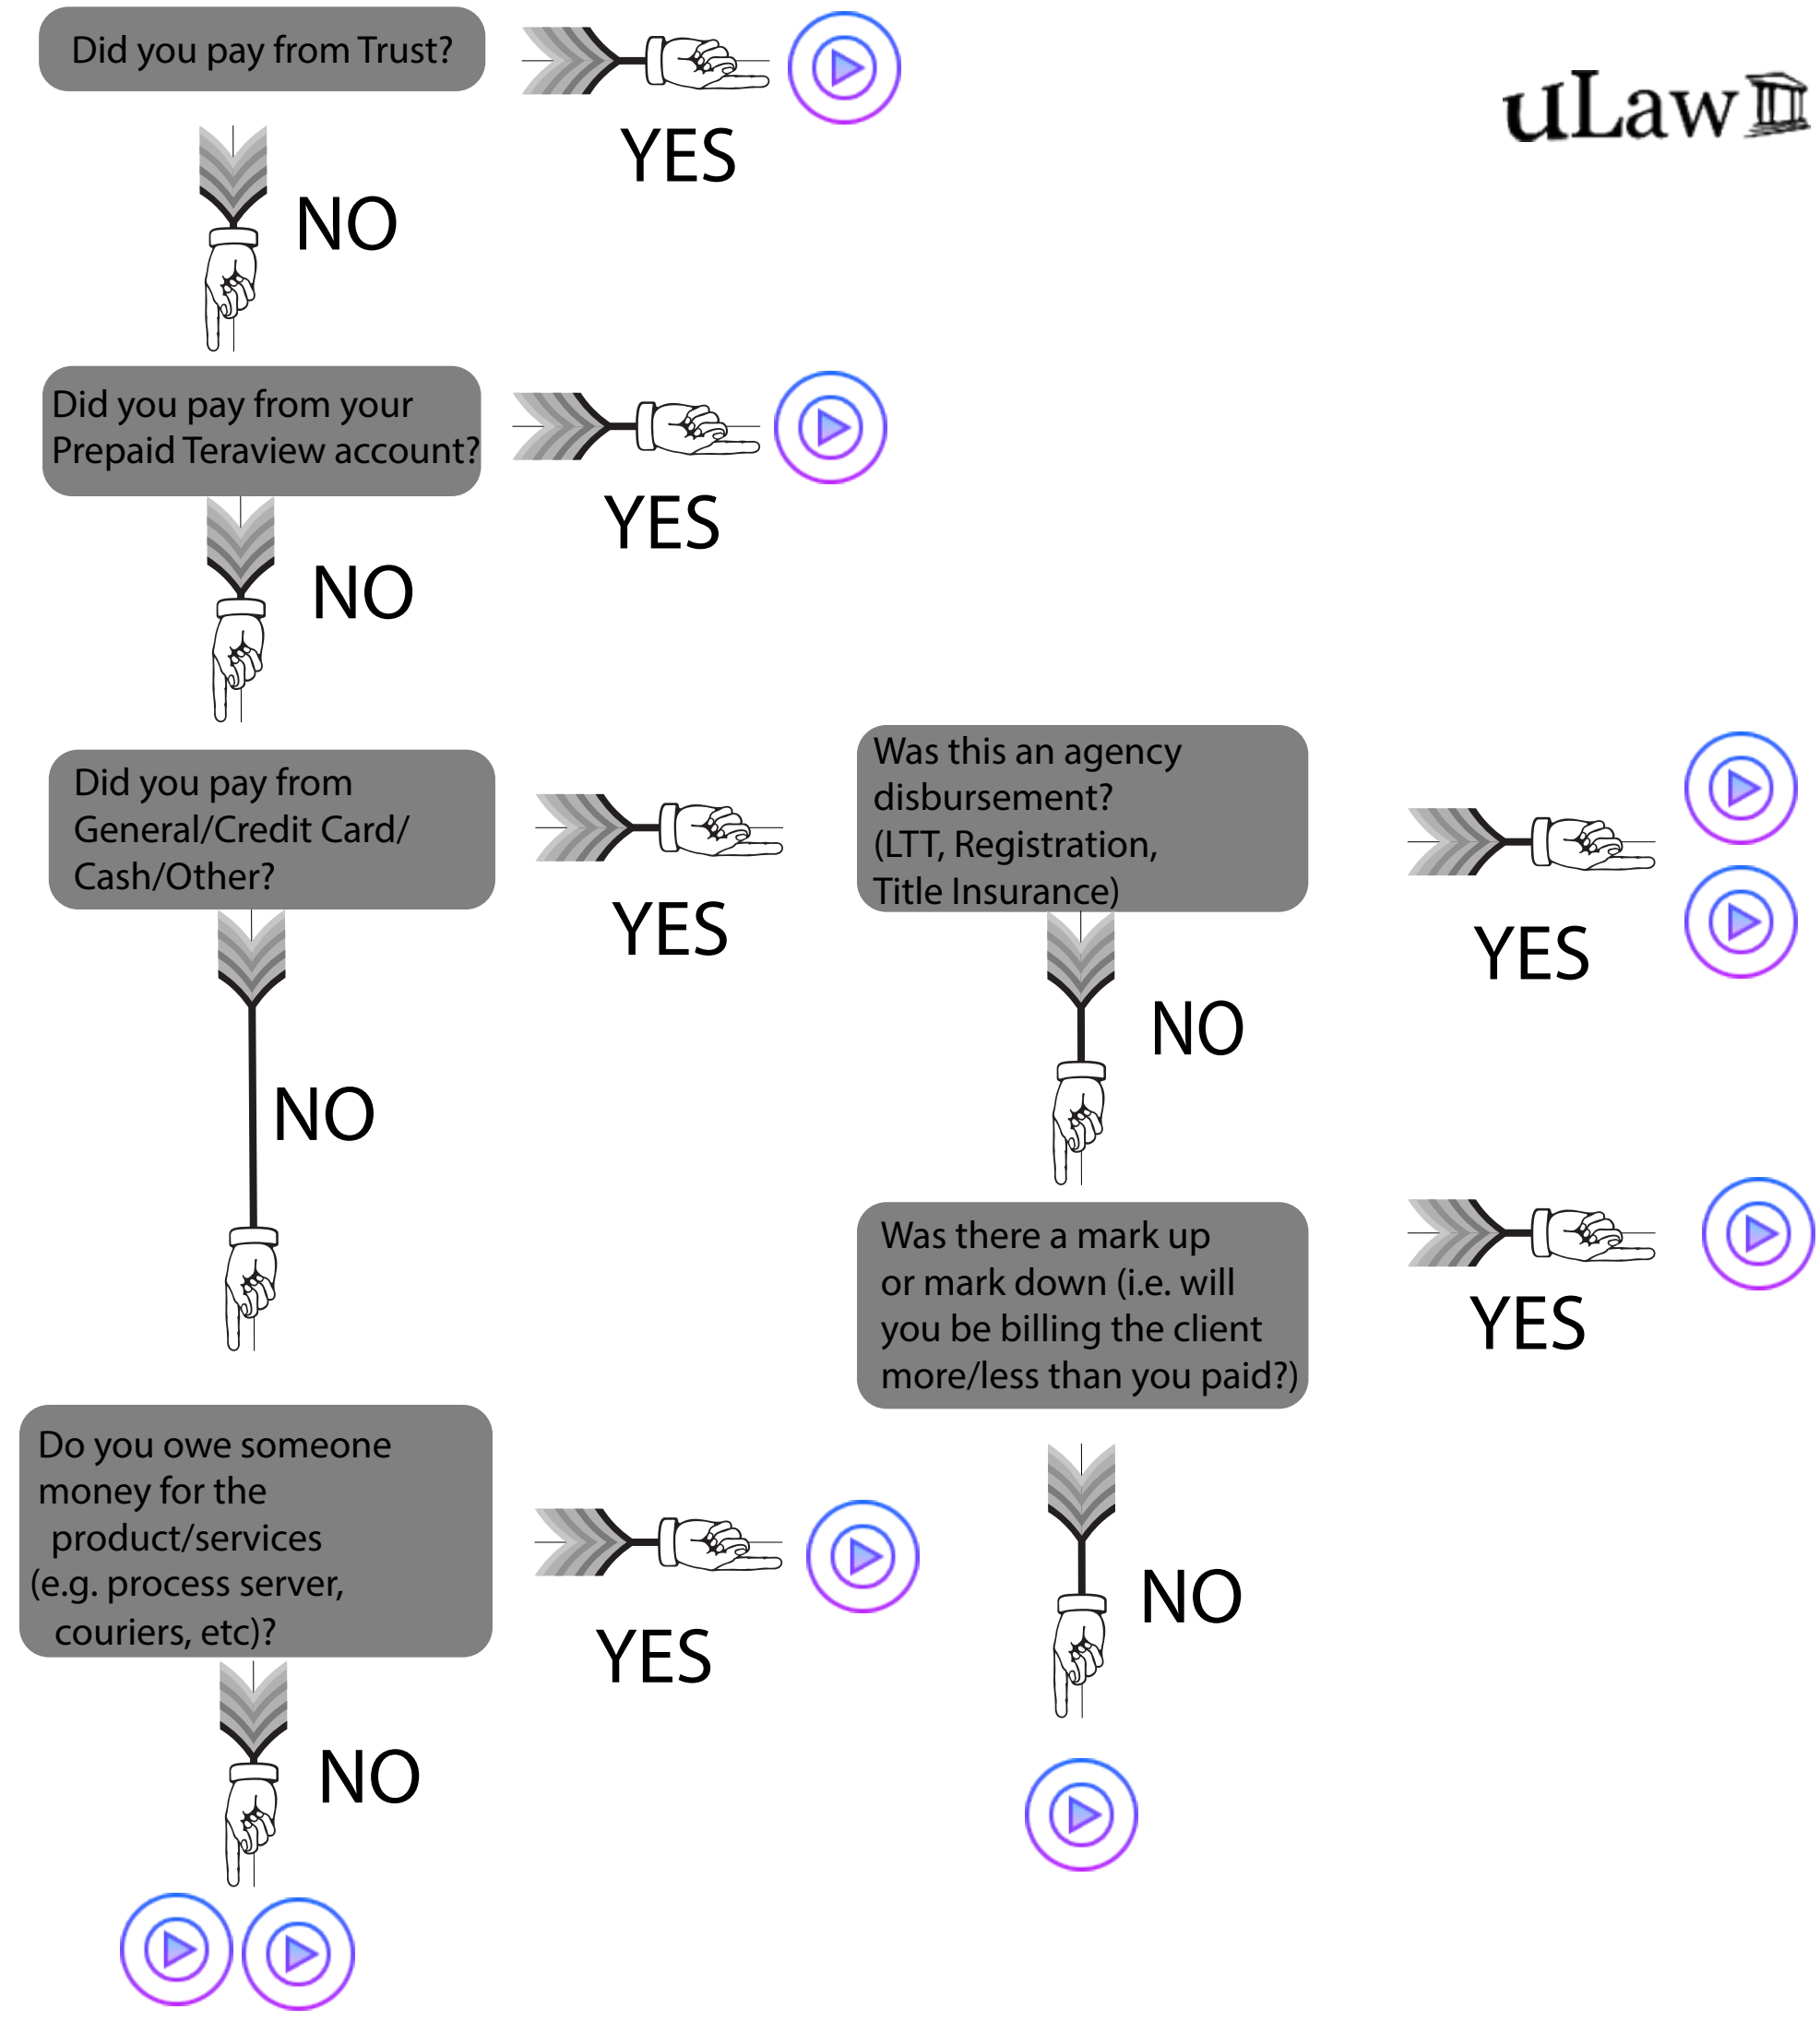 Did you pay from Trust?
YES
uLaw
NO
Did you pay from your
Prepaid Teraview account?
YES
NO
Did you pay from
General/Credit Card/
Cash/Other?
YES
Was this an agency
disbursement?
(LTT, Registration,
Title Insurance)
YES
NO
NO
Was there a mark up
or mark down (i.e. will
you be billing the client
more/less than you paid?)
YES
Do you owe someone
money for the
product/services
(e.g. process server,
couriers, etc)?
YES
NO
NO